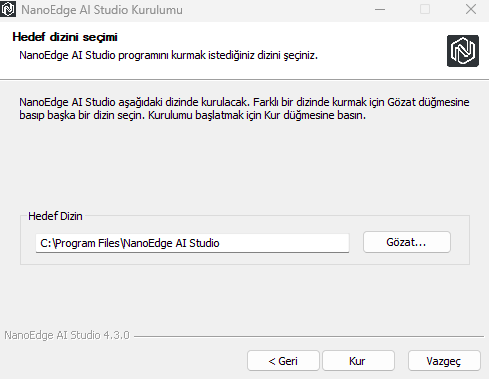 NanoEdge AI Studio Kurulumu
Hedef dizini seçimi
NanoEdge AI Studio programını kurmak istediğiniz dizini seçiniz.
NanoEdge AI Studio aşağıdaki dizinde kurulacak. Farklı bir dizinde kurmak için Gözat düğmesine
basıp başka bir dizin seçin. Kurulumu başlatmak için Kur düğmesine basın.
Hedef Dizin
C:\Program Files\NanoEdge AI Studio
Gözat...
NanoEdge AI Studio 4.3.0
< Geri
Kur
Vazgeç